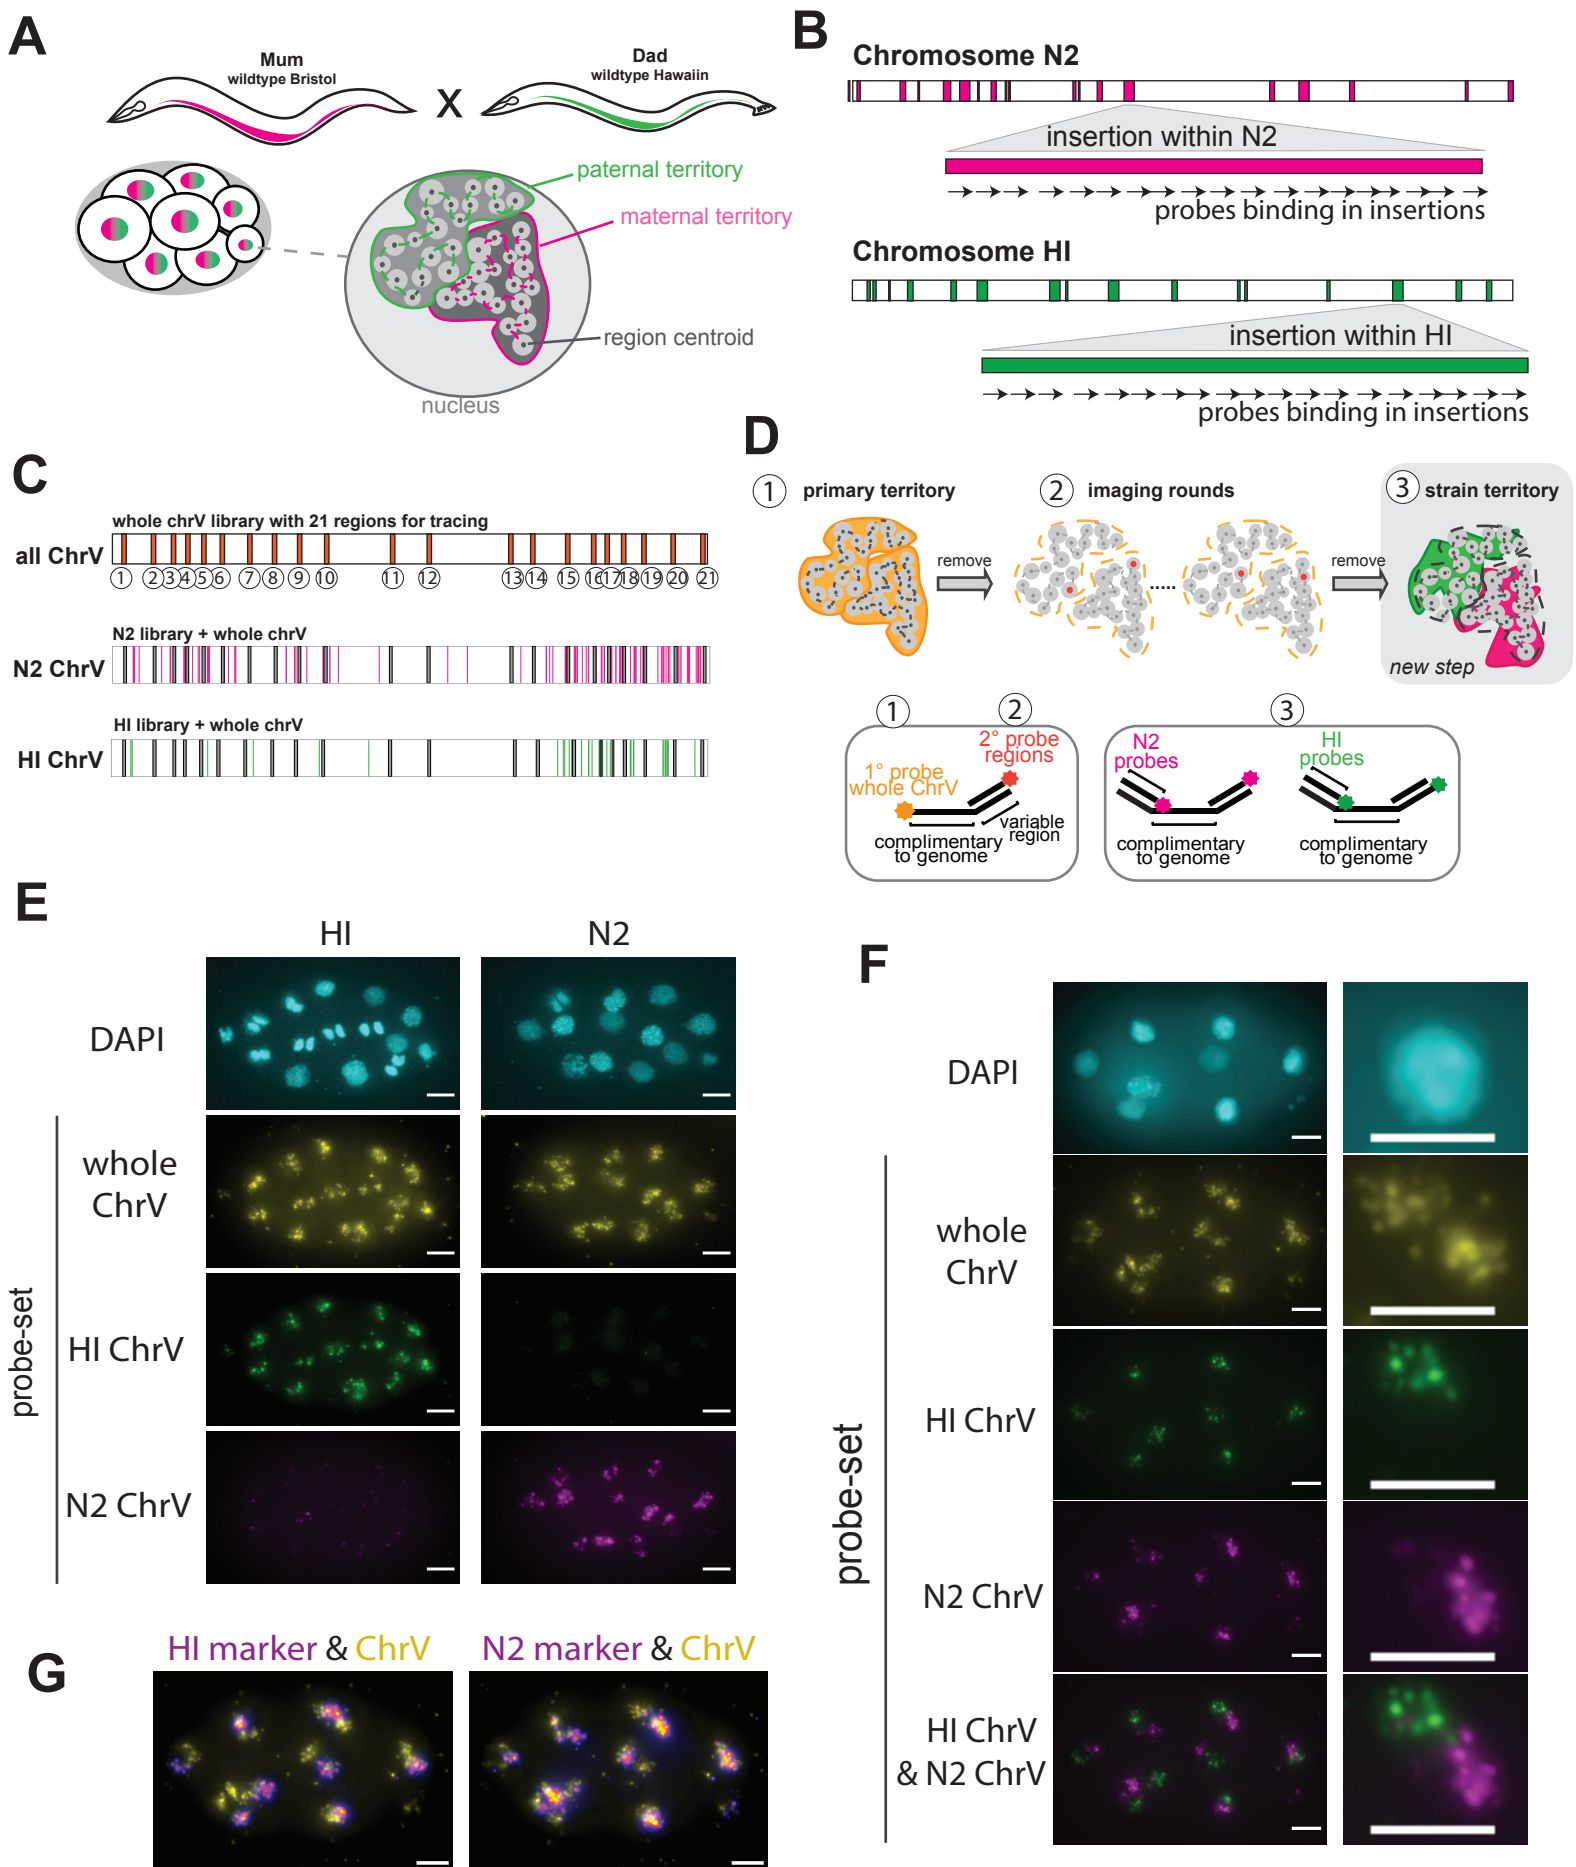 A
Mum
wildtype Bristol
X
Dad
wildtype Hawaiin
paternal territory
maternal territory
region centroid
nucleus
B
Chromosome N2
insertion within N2
probes binding in insertions
Chromosome HI
insertion within HI
probes binding in insertions
C
whole chrV library with 21 regions for tracing
all ChrV
1 2 3 4 5 6 7 8 9 10 11 12 13 14 15 16 17 18 19 20 21
N2 library + whole chrV
N2 ChrV
HI library + whole chrV
HI ChrV
D
1 primary territory
2 imaging rounds
3 strain territory
remove
.....
remove
new step
1
2
3
2° probe
regions
1° probe
whole ChrV
variable
region
complimentary
to genome
N2
probes
HI
probes
complimentary
to genome
complimentary
to genome
E
HI
N2
DAPI
whole
ChrV
HI ChrV
N2 ChrV
probe-set
F
DAPI
whole
ChrV
HI ChrV
N2 ChrV
HI ChrV
& N2 ChrV
probe-set
G
HI marker & ChrV
N2 marker & ChrV